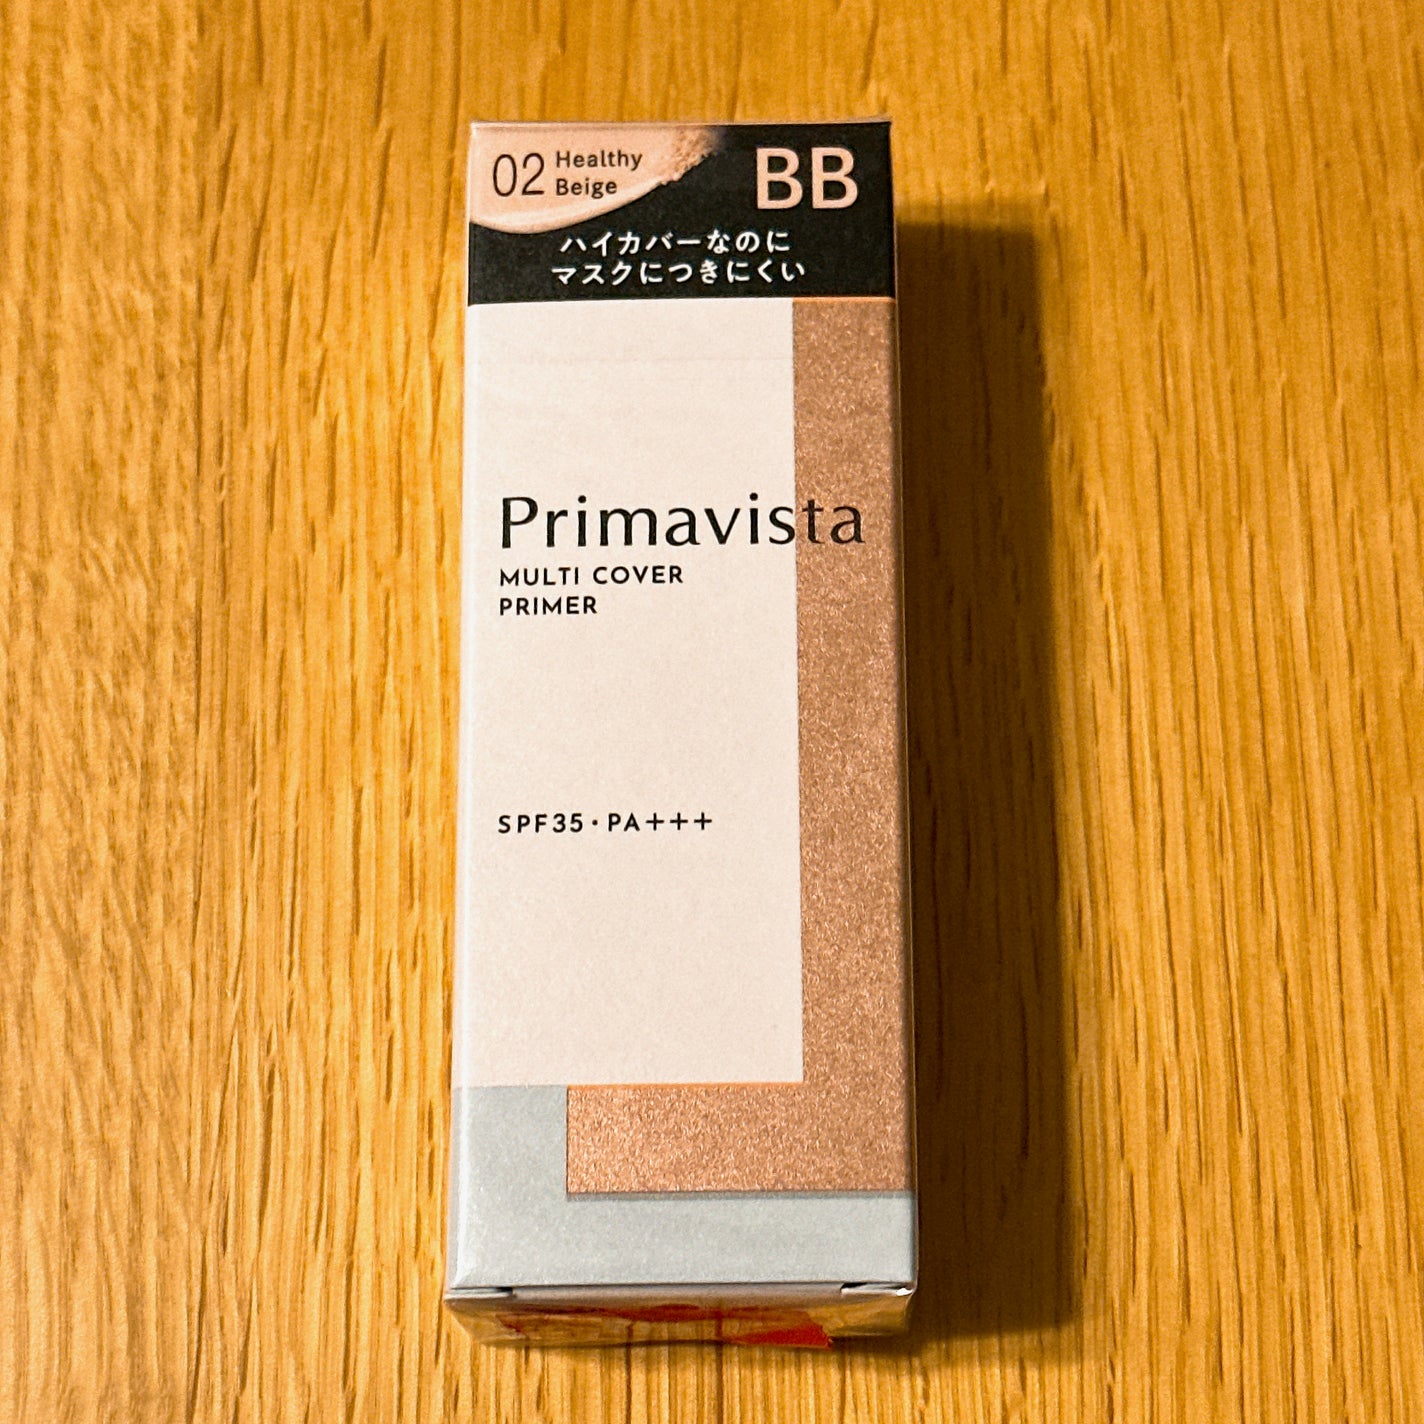 02 Healthy
Beige
BB
ハイカバーなのに
マスクにつきにくい
Primavista
MULTI COVER
PRIMER
SPF35・PA+++